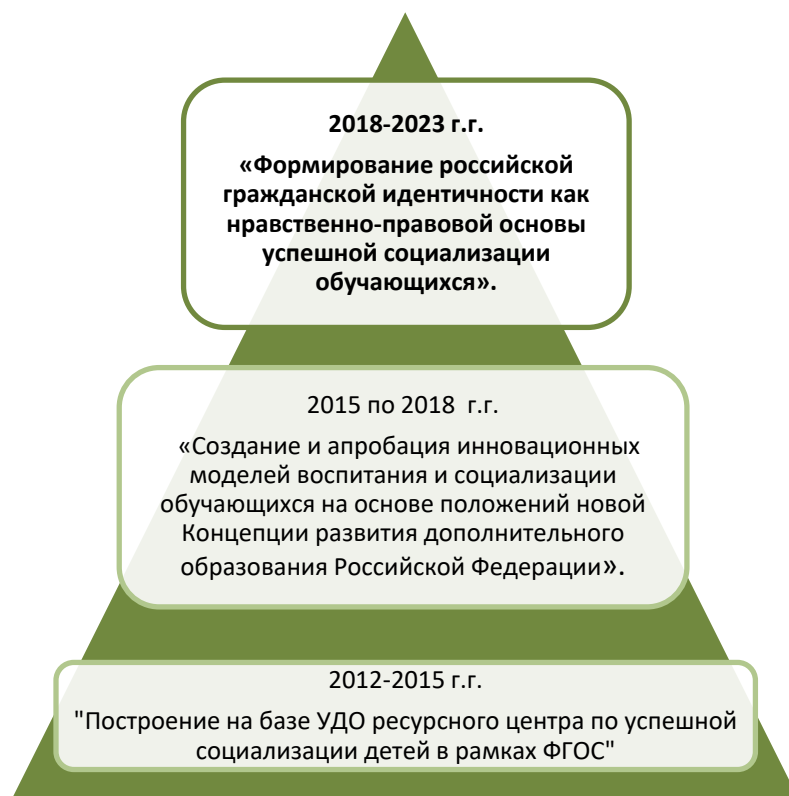 2018-2023 г.г.
«Формирование российской
гражданской идентичности как
нравственно-правовой основы
успешной социализации
обучающихся».
2015 по 2018 г.г.
«Создание и апробация инновационных
моделей воспитания и социализации
обучающихся на основе положений новой
Концепции развития дополнительного
образования Российской Федерации».
2012-2015 г.г.
"Построение на базе УДО ресурсного центра по успешной
социализации детей в рамках ФГОС"